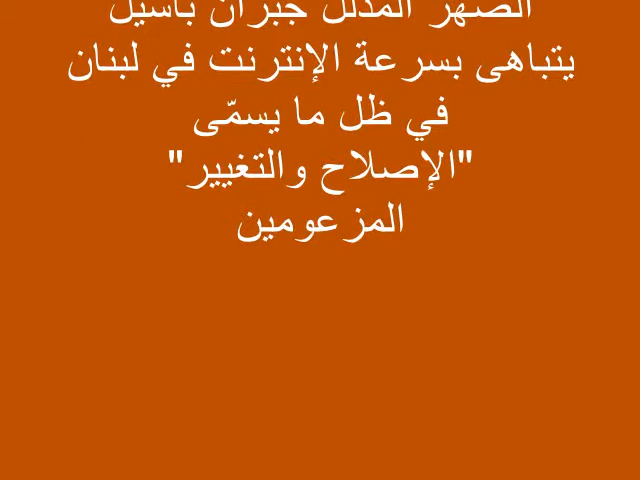 الصهر المدلل جبران باسيل
يتباهى بسرعة الإنترنت في لبنان
في ظل ما يسمّى
"الإصلاح والتغيير"
المزعومين